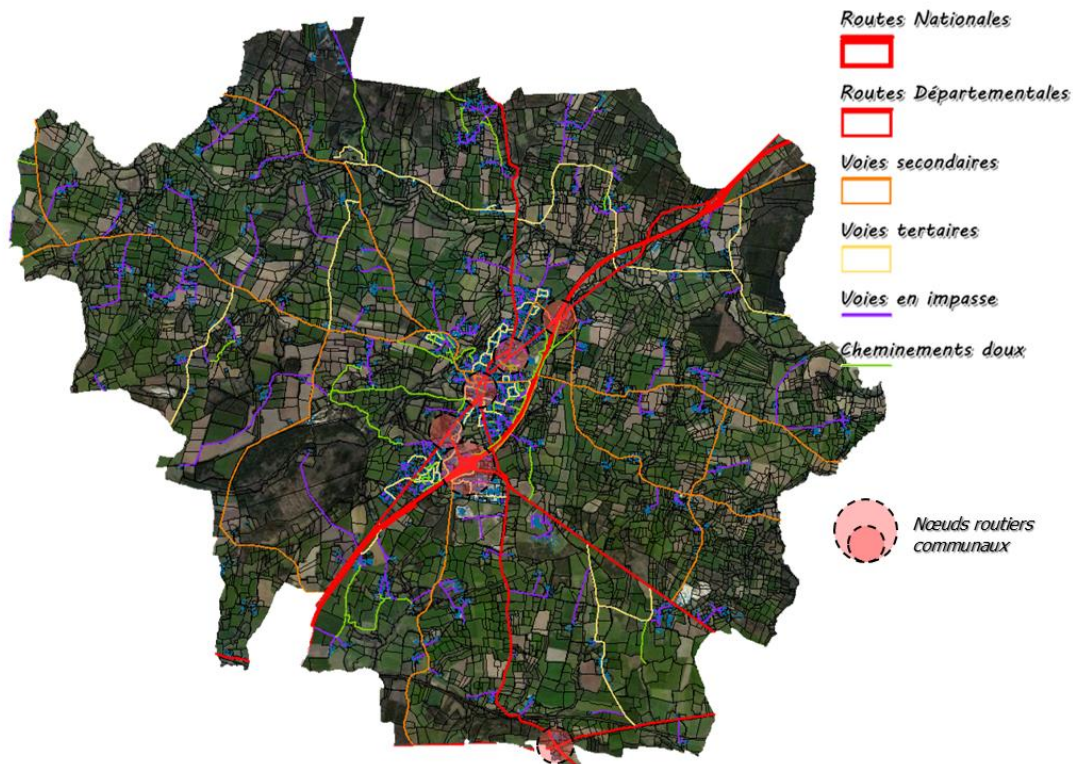 Routes Nationales
Routes Départementales
Voies secondaires
Voies tertaires
Voies en impasse
Cheminements doux
Nœuds routiers
communaux